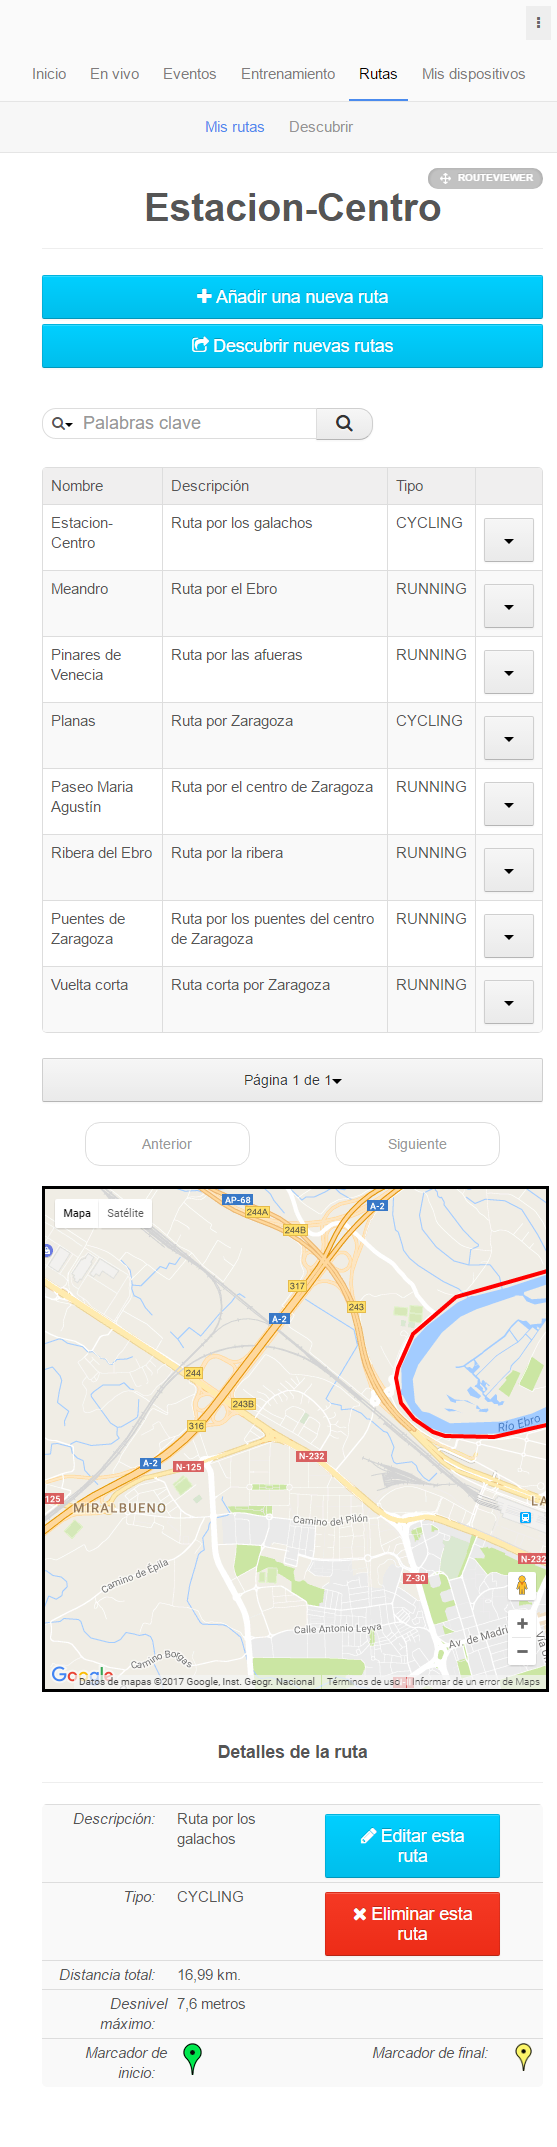 Inicio En vivo Eventos Entrenamiento Rutas Mis dispositivos
Mis rutas Descubrir
ROUTEVIEWER
Estacion-Centro
Añadir una nueva ruta
Descubrir nuevas rutas
Palabras clave
Nombre Descripción Tipo
Estacion- Ruta por los galachos CYCLING
Centro
Meandro Ruta por el Ebro RUNNING
Pinares de Ruta por las afueras RUNNING
Venecia
Planas Ruta por Zaragoza CYCLING
Paseo Maria Ruta por el centro de Zaragoza RUNNING
Agustín
Ribera del Ebro Ruta por la ribera RUNNING
Puentes de Ruta por los puentes del centro RUNNING
Zaragoza de Zaragoza
Vuelta corta Ruta corta por Zaragoza RUNNING
Página 1 de 1
Anterior Siguiente
AP-68 A-2
Mapa Satélite 244A
244B
317
243
A-2
244
243B
316
Río Ebro
N-232
A-2 N-125
125 LA
MIRALBUENO
Camino del Pilón
N-232
Camino de Épila Z-30
Calle Antonio Leyva
Av. de Madri
Vía U
Camino Borgas
Google
Datos de mapas ©2017 Google, Inst. Geogr. Nacional Términos de uso Informar de un error de Maps
Detalles de la ruta
Descripción: Ruta por los Editar esta
galachos ruta
Tipo: CYCLING Eliminar esta
ruta
Distancia total: 16,99 km.
Desnivel 7,6 metros
máximo:
Marcador de Marcador de final:
inicio: